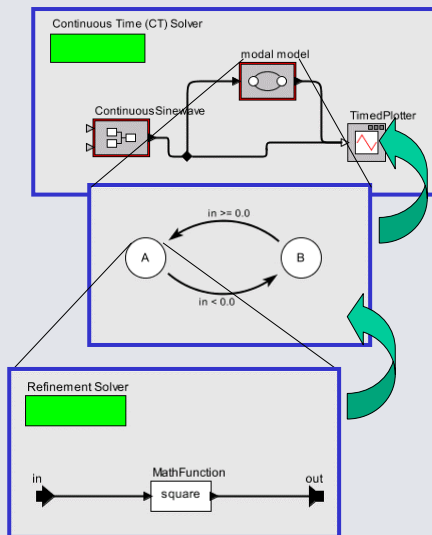 Continuous Time (CT) Solver
modal model
ContinuousSinewave
TimedPlotter
in >= 0.0
A
B
in < 0.0
Refinement Solver
in
MathFunction
out
square